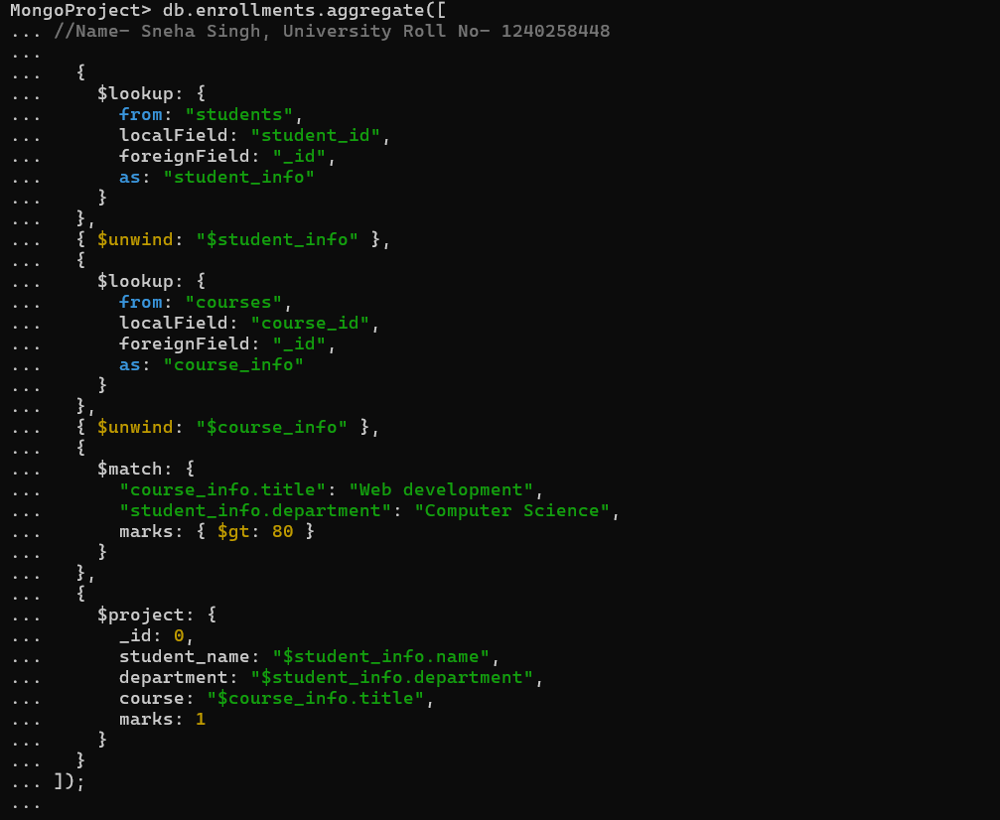 MongoProject> db.enrollments.aggregate([
... //Name- Sneha Singh, University Roll No- 1240258448
...
...   {
...     $lookup: {
...       from: "students",
...       localField: "student_id",
...       foreignField: "_id",
...       as: "student_info"
...     }
...   },
...   { $unwind: "$student_info" },
...   {
...     $lookup: {
...       from: "courses",
...       localField: "course_id",
...       foreignField: "_id",
...       as: "course_info"
...     }
...   },
...   { $unwind: "$course_info" },
...   {
...     $match: {
...       "course_info.title": "Web development",
...       "student_info.department": "Computer Science",
...       marks: { $gt: 80 }
...     }
...   },
...   {
...     $project: {
...       _id: 0,
...       student_name: "$student_info.name",
...       department: "$student_info.department",
...       course: "$course_info.title",
...       marks: 1
...     }
...   }
... ]);
...